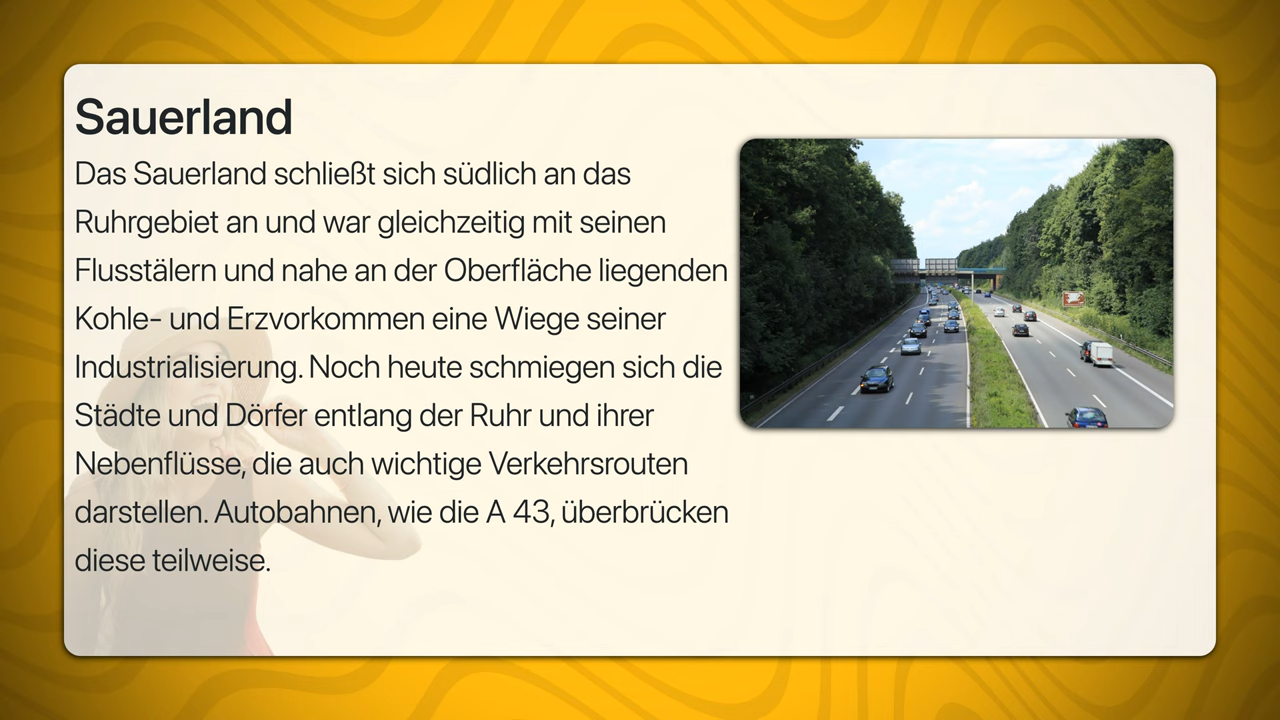 Sauerland
Das Sauerland schließt sich südlich an das
Ruhrgebiet an und war gleichzeitig mit seinen
Flusstälern und nahe an der Oberfläche liegenden
Kohle- und Erzvorkommen eine Wiege seiner
Industrialisierung. Noch heute schmiegen sich die
Städte und Dörfer entlang der Ruhr und ihrer
Nebenflüsse, die auch wichtige Verkehrsrouten
darstellen. Autobahnen, wie die A 43, überbrücken
diese teilweise.